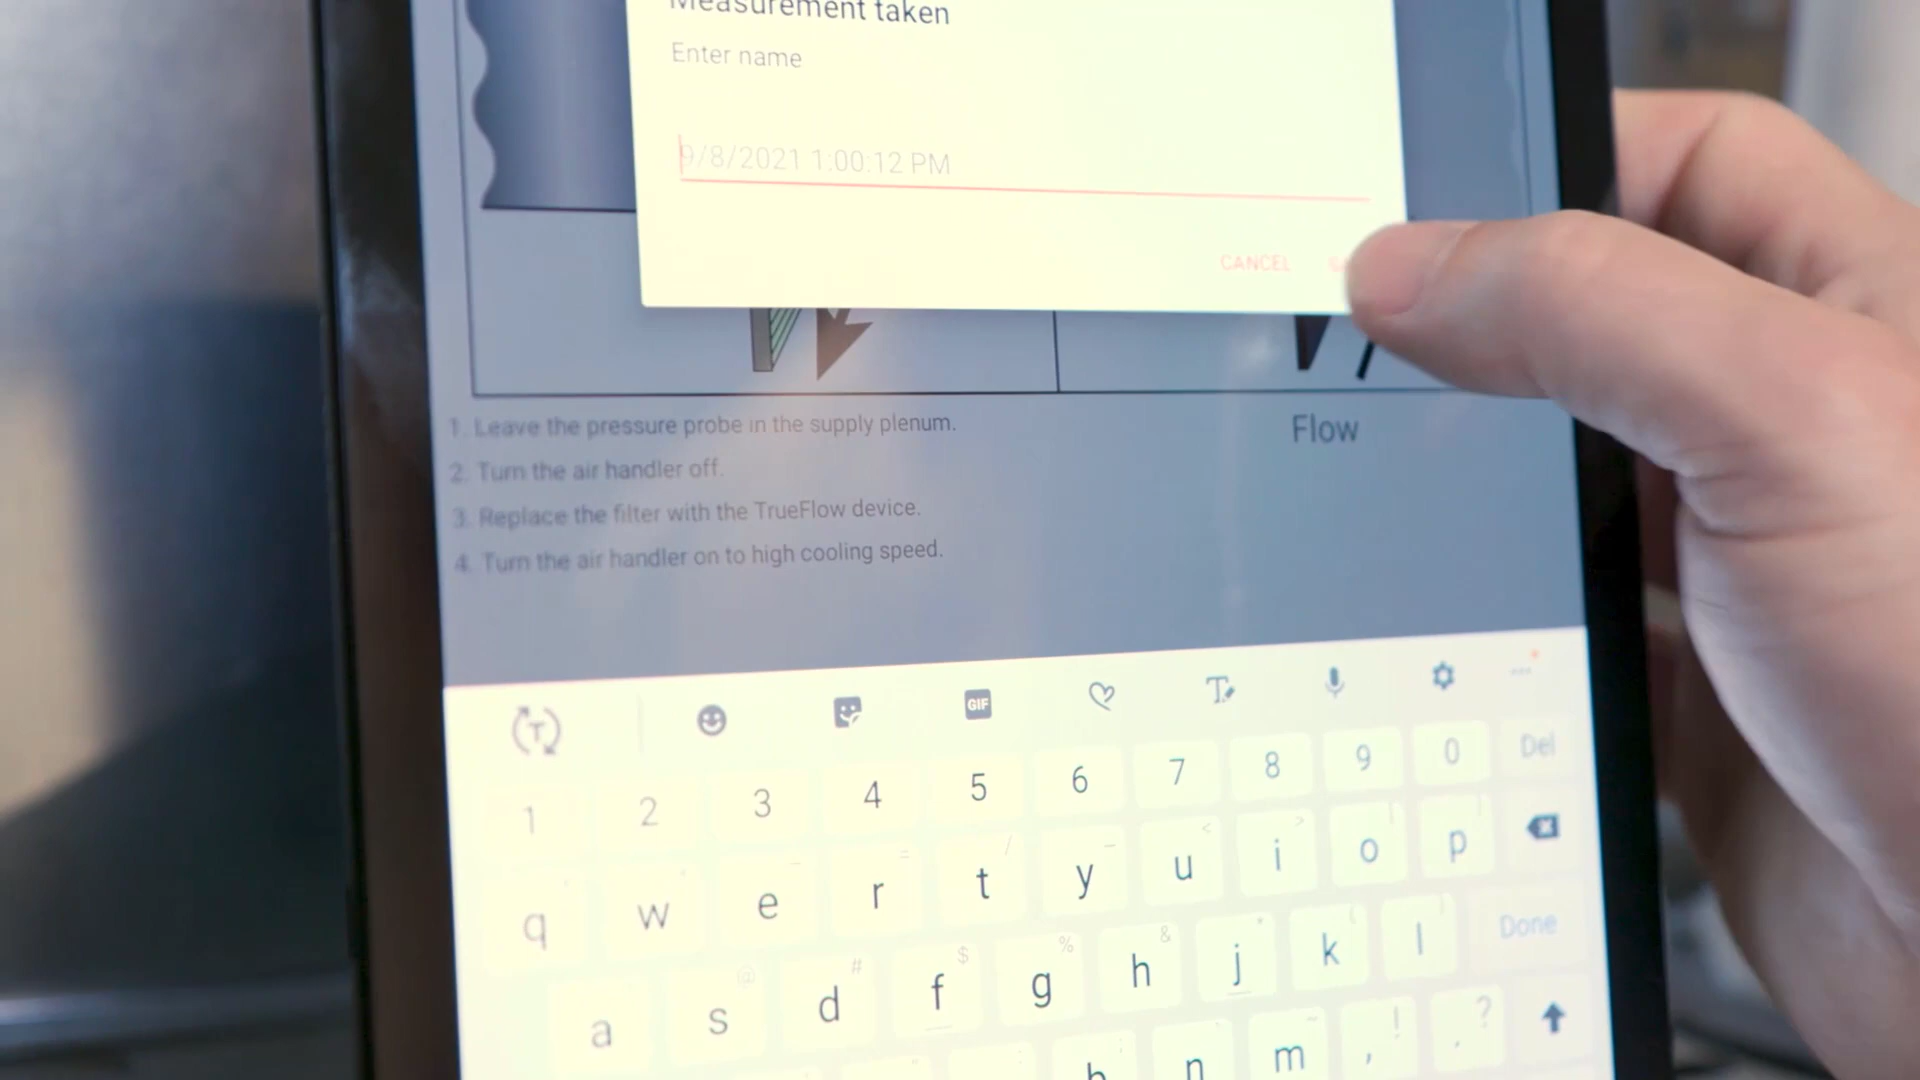 Measurement taken
Enter name
9/8/2021 1:00:12 PM
CANCEL
1. Leave the pressure probe in the supply plenum.
2. Turn the air handler off.
3. Replace the filter with the TrueFlow device.
4. Turn the air handler on to high cooling speed.
Flow
T
GIF
T
1 2 3 4 5 6 7 8 9 0 Del
q w e r t y u i o p
a s d f g h j k l Done
@ # $ % &
b n m , ! . ?